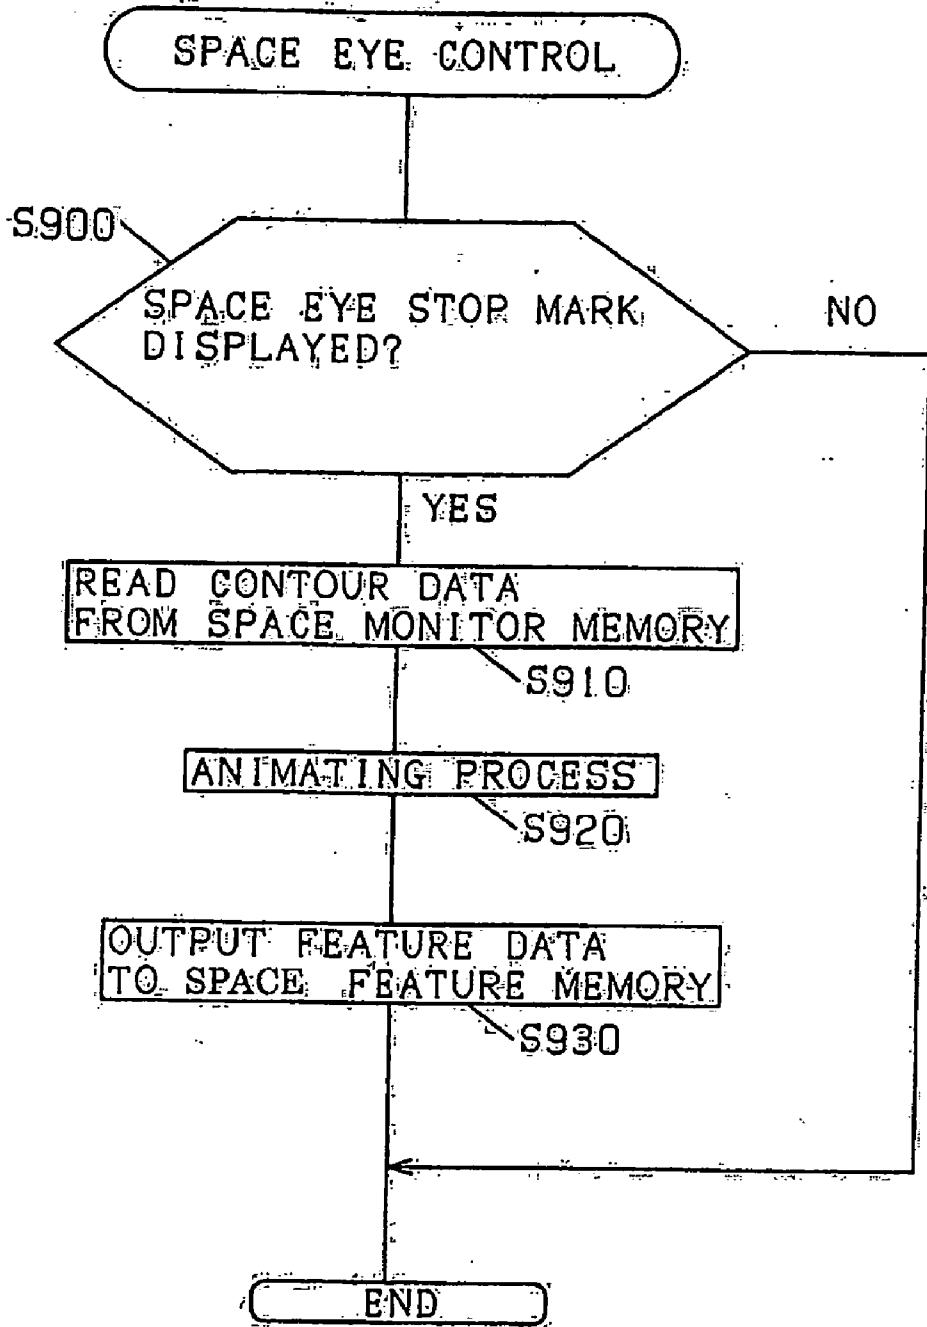 SPACE EYE CONTROL
S900
SPACE EYE STOP MARK
DISPLAYED?
NO
YES
READ CONTOUR DATA
FROM SPACE MONITOR MEMORY
S910
ANIMATING PROCESS
S920
OUTPUT FEATURE DATA
TO SPACE FEATURE MEMORY
S930
END